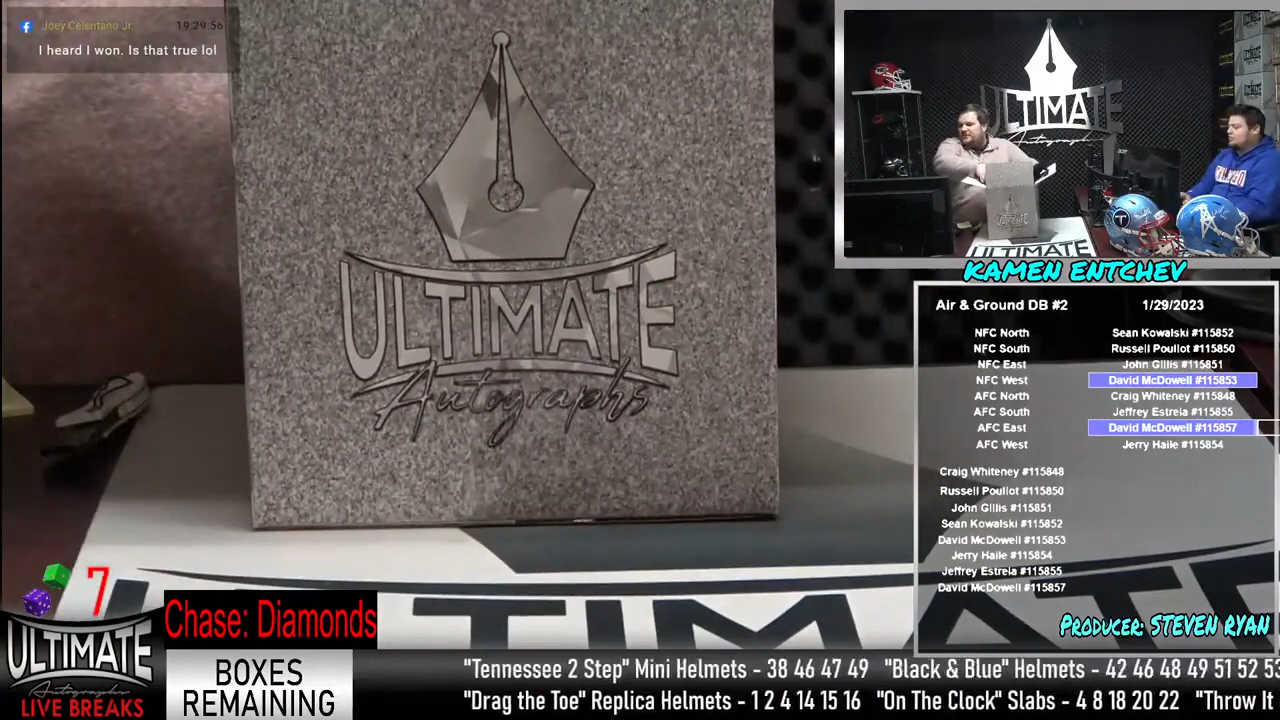 Joey Celentano Jr. 19:29:56
I heard I won. Is that true lol
ULTIMATE
Autographs
ULTIMATE
Autographs
ULTIMATE
KAMEN ENTCHEV
Air & Ground DB #2 1/29/2023
NFC North Sean Kowalski #115852
NFC South Russell Pouliot #115850
NFC East John Gillis #115851
NFC West David McDowell #115853
AFC North Craig Whiteney #115848
AFC South Jeffrey Estrela #115855
AFC East David McDowell #115857
AFC West Jerry Haile #115854
Craig Whiteney #115848
Russell Pouliot #115850
John Gillis #115851
Sean Kowalski #115852
David McDowell #115853
Jerry Haile #115854
Jeffrey Estrela #115855
David McDowell #115857
Producer: STEVEN RYAN
7
ULTIMATE
Autographs
LIVE BREAKS
Chase: Diamonds
BOXES
REMAINING
"Tennessee 2 Step" Mini Helmets - 38 46 47 49 "Black & Blue" Helmets - 42 46 48 49 51 52 53
"Drag the Toe" Replica Helmets - 1 2 4 14 15 16 "On The Clock" Slabs - 4 8 18 20 22 "Throw It